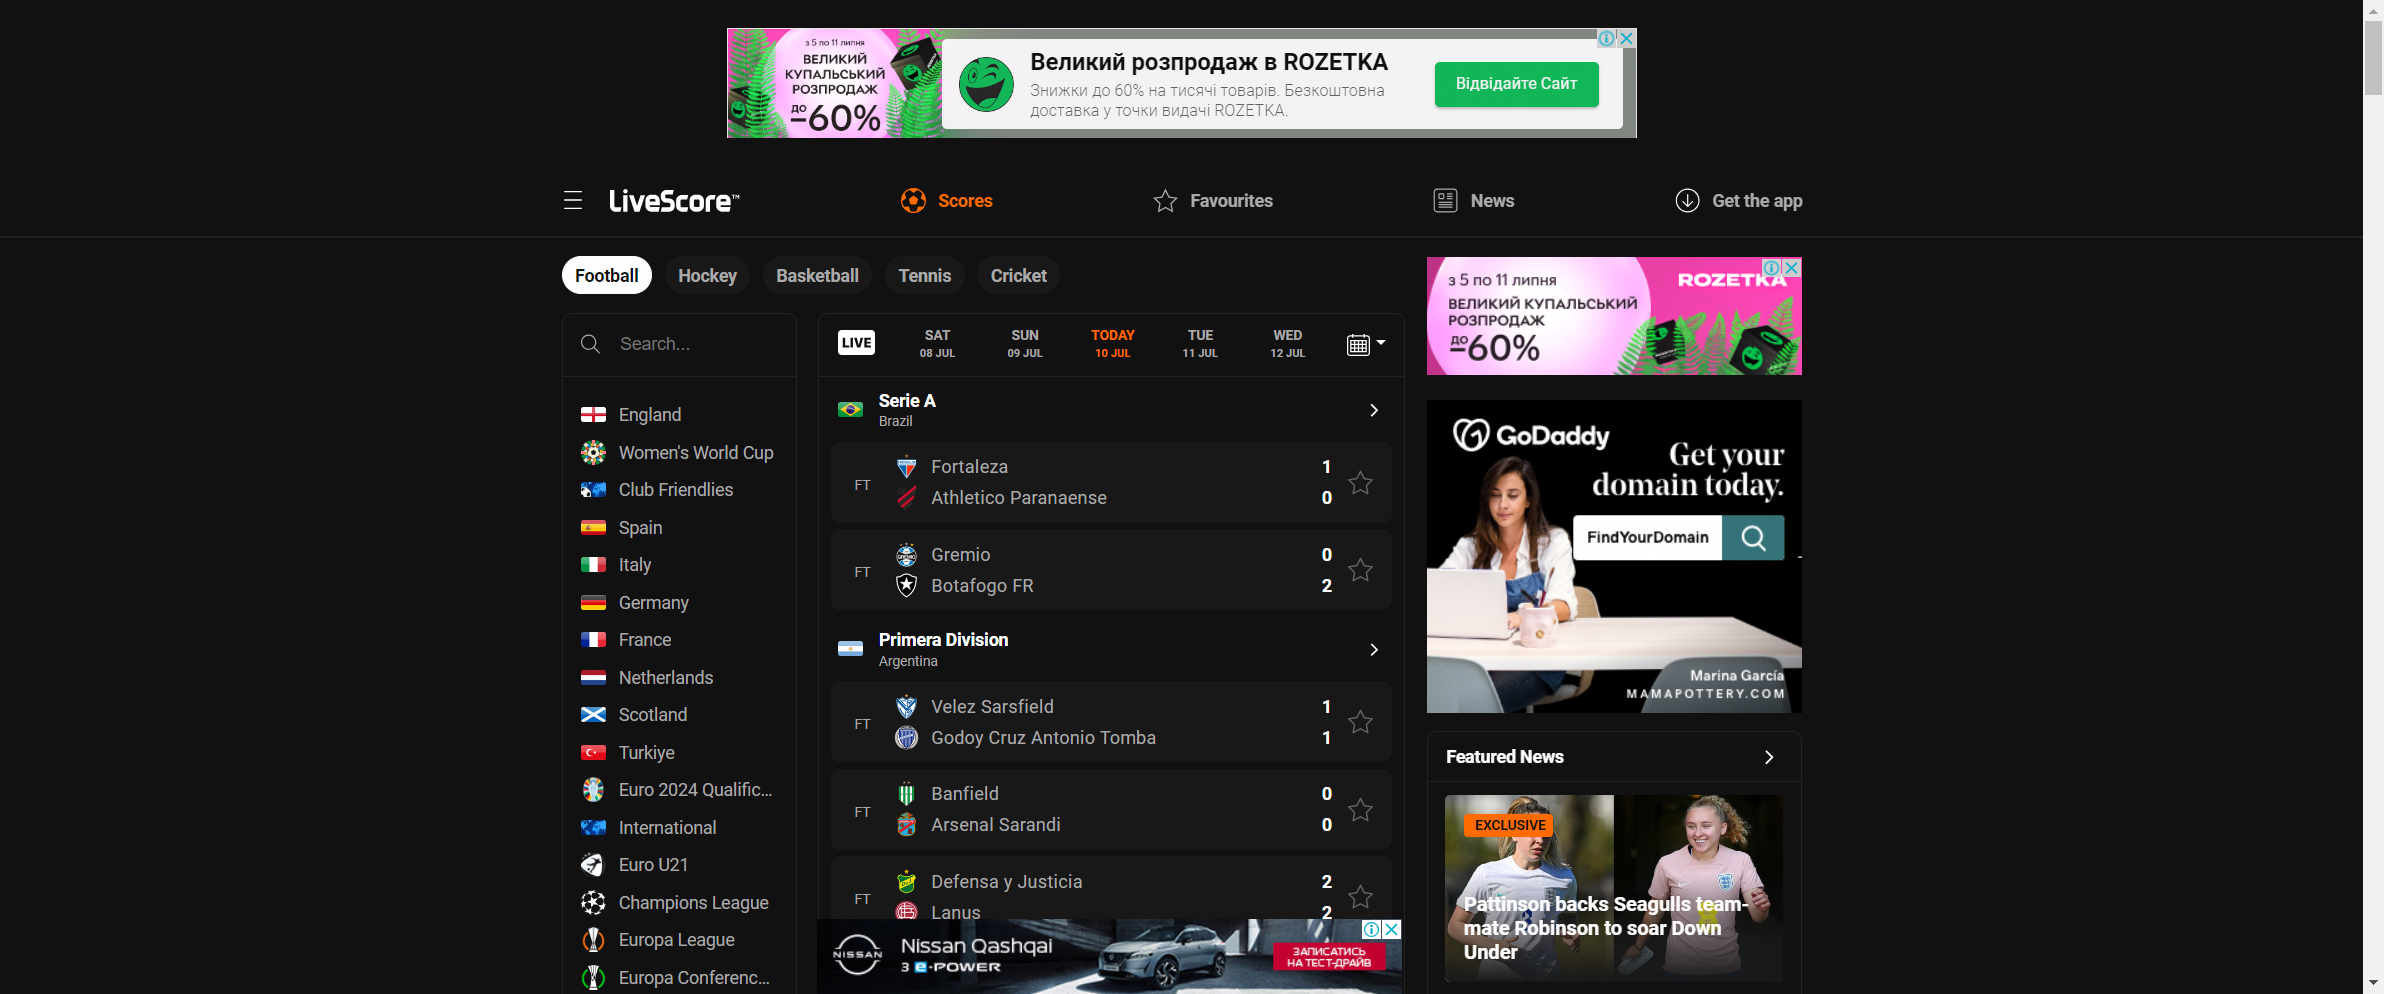 з 5 по 11 липня
ВЕЛИКИЙ
КУПАЛЬСЬКИЙ
РОЗПРОДАЖ
до -60%
Великий розпродаж в ROZETKA
Знижки до 60% на тисячі товарів. Безкоштовна
доставка у точки видачі ROZETKA.
Відвідайте Сайт
LiveScore™
Scores
Favourites
News
Get the app
Football
Hockey
Basketball
Tennis
Cricket
Search...
England
Women's World Cup
Club Friendlies
Spain
Italy
Germany
France
Netherlands
Scotland
Turkiye
Euro 2024 Qualific...
International
Euro U21
Champions League
Europa League
Europa Conferenc...
LIVE
SAT
08 JUL
SUN
09 JUL
TODAY
10 JUL
TUE
11 JUL
WED
12 JUL
Serie A
Brazil
FT
Fortaleza 1
Athletico Paranaense 0
FT
Gremio 0
Botafogo FR 2
Primera Division
Argentina
FT
Velez Sarsfield 1
Godoy Cruz Antonio Tomba 1
FT
Banfield 0
Arsenal Sarandi 0
FT
Defensa y Justicia 2
Lanus 2
NISSAN
Nissan Qashqai
з e-POWER
ЗАПИСАТИСЬ
НА ТЕСТ-ДРАЙВ
з 5 по 11 липня
ROZETKA
ВЕЛИКИЙ КУПАЛЬСЬКИЙ
РОЗПРОДАЖ
до -60%
GoDaddy
Get your
domain today.
FindYourDomain
Marina García
MAMAPOTTERY.COM
Featured News
EXCLUSIVE
Pattinson backs Seagulls team-
mate Robinson to soar Down
Under